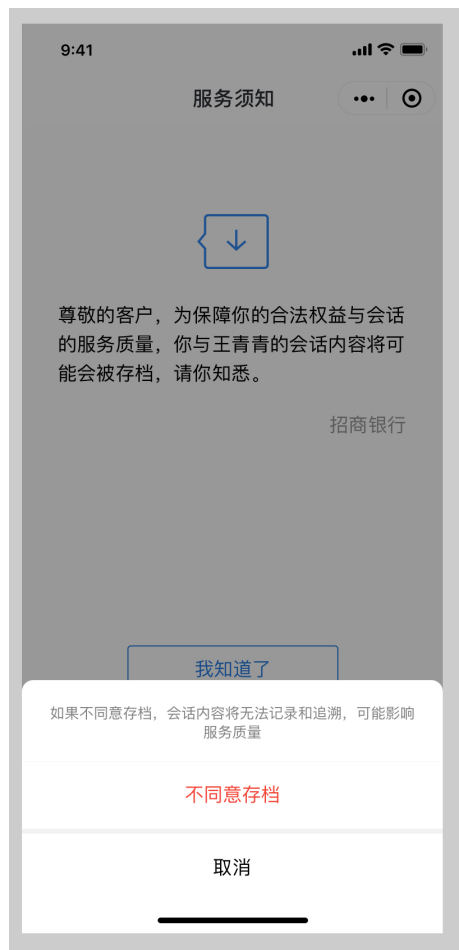 9:41
服务须知
尊敬的客户，为保障你的合法权益与会话
的服务质量，你与王青青的会话内容将可
能会被存档，请你知悉。
招商银行
我知道了
如果不同意存档，会话内容将无法记录和追溯，可能影响
服务质量
不同意存档
取消